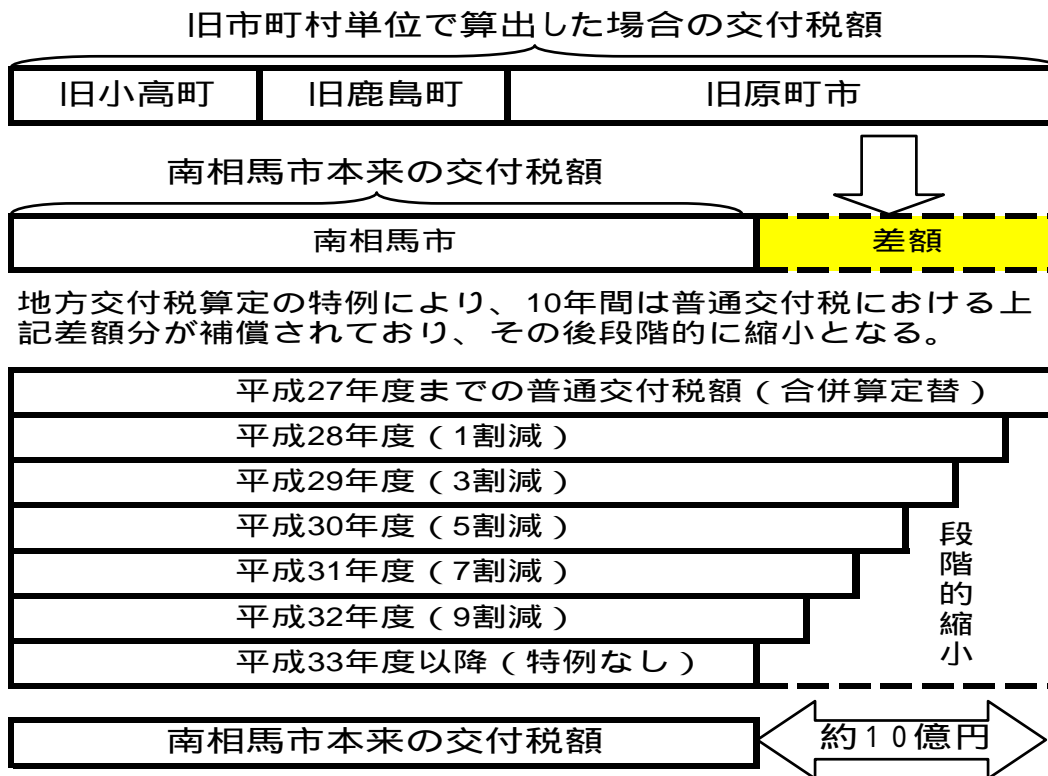 旧市町村単位で算出した場合の交付税額
旧小高町
旧鹿島町
旧原町市
南相馬市本来の交付税額
南相馬市
差額
地方交付税算定の特例により、10年間は普通交付税における上
記差額分が補償されており、その後段階的に縮小となる。
平成27年度までの普通交付税額（合併算定替）
平成28年度（1割減）
平成29年度（3割減）
平成30年度（5割減）
平成31年度（7割減）
平成32年度（9割減）
平成33年度以降（特例なし）
段階的縮小
南相馬市本来の交付税額
約10億円